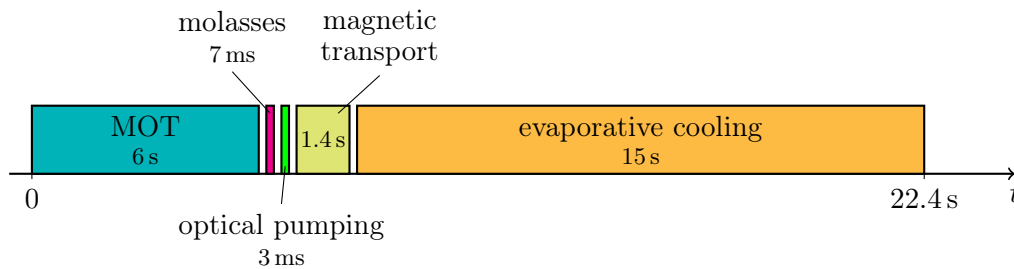 molasses
7 ms
magnetic
transport
MOT
6 s
1.4 s
evaporative cooling
15 s
0
22.4 s
t
optical pumping
3 ms